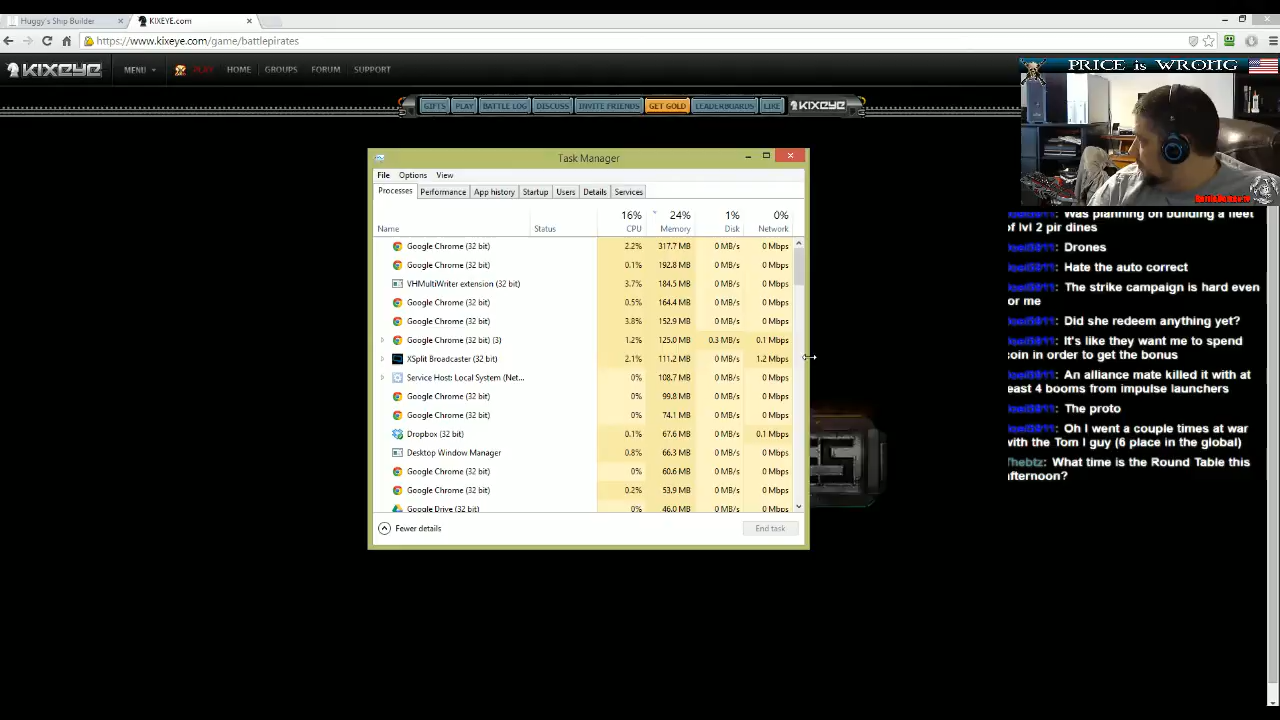 Huggy's Ship Builder
KIXEYE.com
https://www.kixeye.com/game/battlepirates
KIXEYE
MENU
PLAY
HOME
GROUPS
FORUM
SUPPORT
PRICE is WRONG
GIFTS
PLAY
BATTLE LOG
DISCUSS
INVITE FRIENDS
GET GOLD
LEADERBOARDS
LIKE
KIXEYE
Task Manager
File Options View
Processes Performance App history Startup Users Details Services
16% 24% 1% 0%
Name Status CPU Memory Disk Network
Google Chrome (32 bit) 2.2% 317.7 MB 0 MB/s 0 Mbps
Google Chrome (32 bit) 0.1% 192.8 MB 0 MB/s 0 Mbps
VHMultiWriter extension (32 bit) 3.7% 184.5 MB 0 MB/s 0 Mbps
Google Chrome (32 bit) 0.5% 164.4 MB 0 MB/s 0 Mbps
Google Chrome (32 bit) 3.8% 152.9 MB 0 MB/s 0 Mbps
Google Chrome (32 bit) (3) 1.2% 125.0 MB 0.3 MB/s 0.1 Mbps
XSplit Broadcaster (32 bit) 2.1% 111.2 MB 0 MB/s 1.2 Mbps
Service Host: Local System (Net... 0% 108.7 MB 0 MB/s 0 Mbps
Google Chrome (32 bit) 0% 99.8 MB 0 MB/s 0 Mbps
Google Chrome (32 bit) 0% 74.1 MB 0 MB/s 0 Mbps
Dropbox (32 bit) 0.1% 67.6 MB 0 MB/s 0.1 Mbps
Desktop Window Manager 0.8% 66.3 MB 0 MB/s 0 Mbps
Google Chrome (32 bit) 0% 60.6 MB 0 MB/s 0 Mbps
Google Chrome (32 bit) 0.2% 53.9 MB 0 MB/s 0 Mbps
Google Drive (32 bit) 0% 46.0 MB 0 MB/s 0 Mbps
Fewer details
End task
Was planning on building a fleet
of lvl 2 pir dines
: Drones
: Hate the auto correct
: The strike campaign is hard even
for me
: Did she redeem anything yet?
: It's like they want me to spend
coin in order to get the bonus
: An alliance mate killed it with at
least 4 booms from impulse launchers
: The proto
: Oh I went a couple times at war
with the Tom I guy (6 place in the global)
Thebtz: What time is the Round Table this
afternoon?